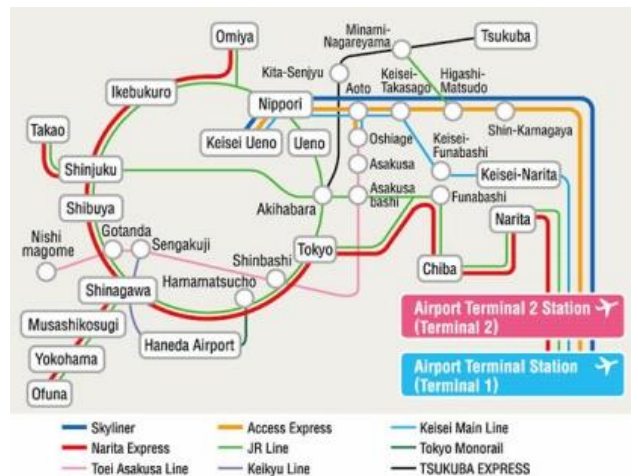 Omiya
Minami-
Nagareyama
Tsukuba
Kita-Senjyu
Ikebukuro
Nippori
Aoto
Keisei-
Takasago
Higashi-
Matsudo
Takao
Keisei Ueno
Ueno
Oshiage
Shin-Kamagaya
Shinjuku
Asakusa
Keisei-
Funabashi
Keisei-Narita
Shibuya
Akihabara
Asakusa
bashi
Funabashi
Narita
Gotanda
Sengakuji
Nishi
magome
Shinbashi
Tokyo
Shinagawa
Hamamatsucho
Chiba
Musashikosugi
Haneda Airport
Yokohama
Ofuna
Airport Terminal 2 Station
(Terminal 2)
Airport Terminal Station
(Terminal 1)
Skyliner
Access Express
Keisei Main Line
Narita Express
JR Line
Tokyo Monorail
Toei Asakusa Line
Keikyu Line
TSUKUBA EXPRESS